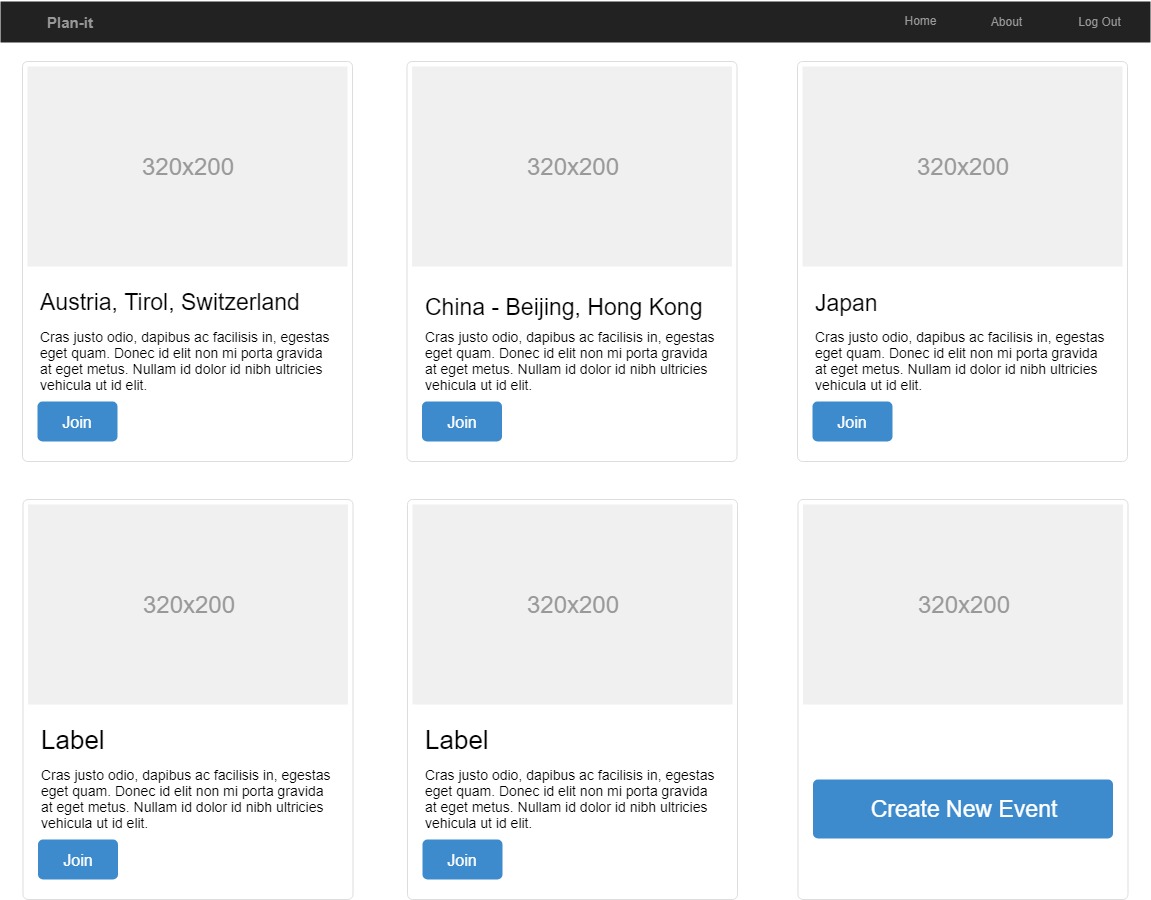 Plan-it
Home
About
Log Out
320x200
320x200
320x200
Austria, Tirol, Switzerland
Cras justo odio, dapibus ac facilisis in, egestas
eget quam. Donec id elit non mi porta gravida
at eget metus. Nullam id dolor id nibh ultricies
vehicula ut id elit.
Join
China - Beijing, Hong Kong
Cras justo odio, dapibus ac facilisis in, egestas
eget quam. Donec id elit non mi porta gravida
at eget metus. Nullam id dolor id nibh ultricies
vehicula ut id elit.
Join
Japan
Cras justo odio, dapibus ac facilisis in, egestas
eget quam. Donec id elit non mi porta gravida
at eget metus. Nullam id dolor id nibh ultricies
vehicula ut id elit.
Join
320x200
320x200
320x200
Label
Cras justo odio, dapibus ac facilisis in, egestas
eget quam. Donec id elit non mi porta gravida
at eget metus. Nullam id dolor id nibh ultricies
vehicula ut id elit.
Join
Label
Cras justo odio, dapibus ac facilisis in, egestas
eget quam. Donec id elit non mi porta gravida
at eget metus. Nullam id dolor id nibh ultricies
vehicula ut id elit.
Join
Create New Event